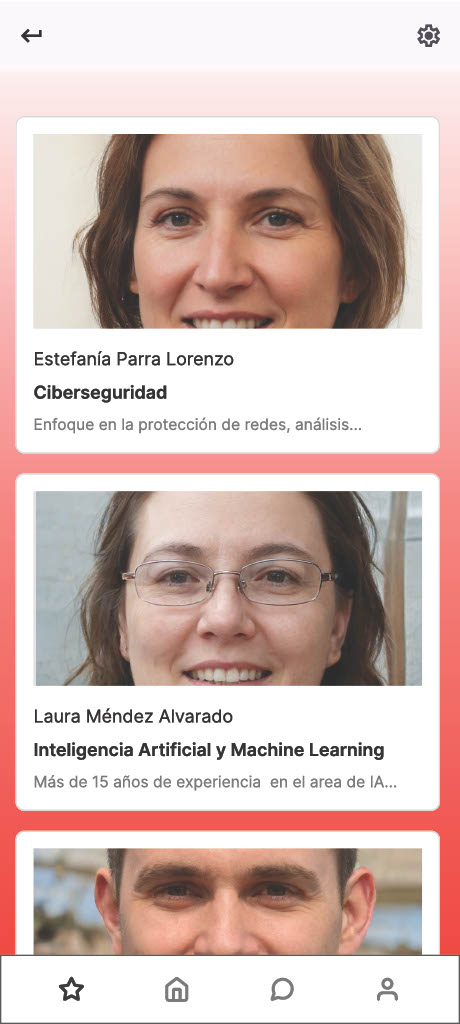 Estefanía Parra Lorenzo
Ciberseguridad
Enfoque en la protección de redes, análisis...
Laura Méndez Alvarado
Inteligencia Artificial y Machine Learning
Más de 15 años de experiencia  en el area de IA...